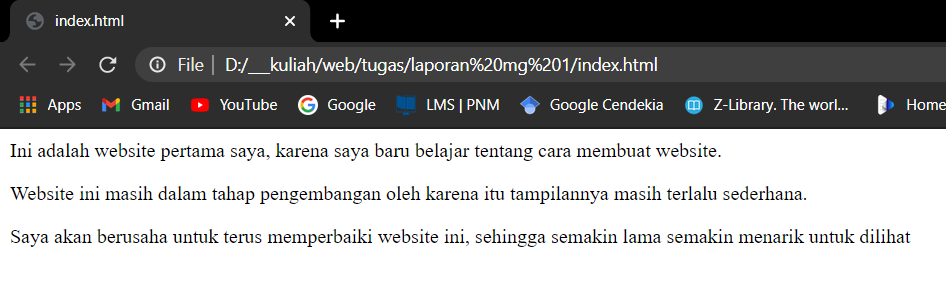 index.html
File | D:/__kuliah/web/tugas/laporan%20mg%201/index.html
Apps Gmail YouTube Google LMS | PNM Google Cendekia Z-Library. The worl... Home
Ini adalah website pertama saya, karena saya baru belajar tentang cara membuat website.
Website ini masih dalam tahap pengembangan oleh karena itu tampilannya masih terlalu sederhana.
Saya akan berusaha untuk terus memperbaiki website ini, sehingga semakin lama semakin menarik untuk dilihat